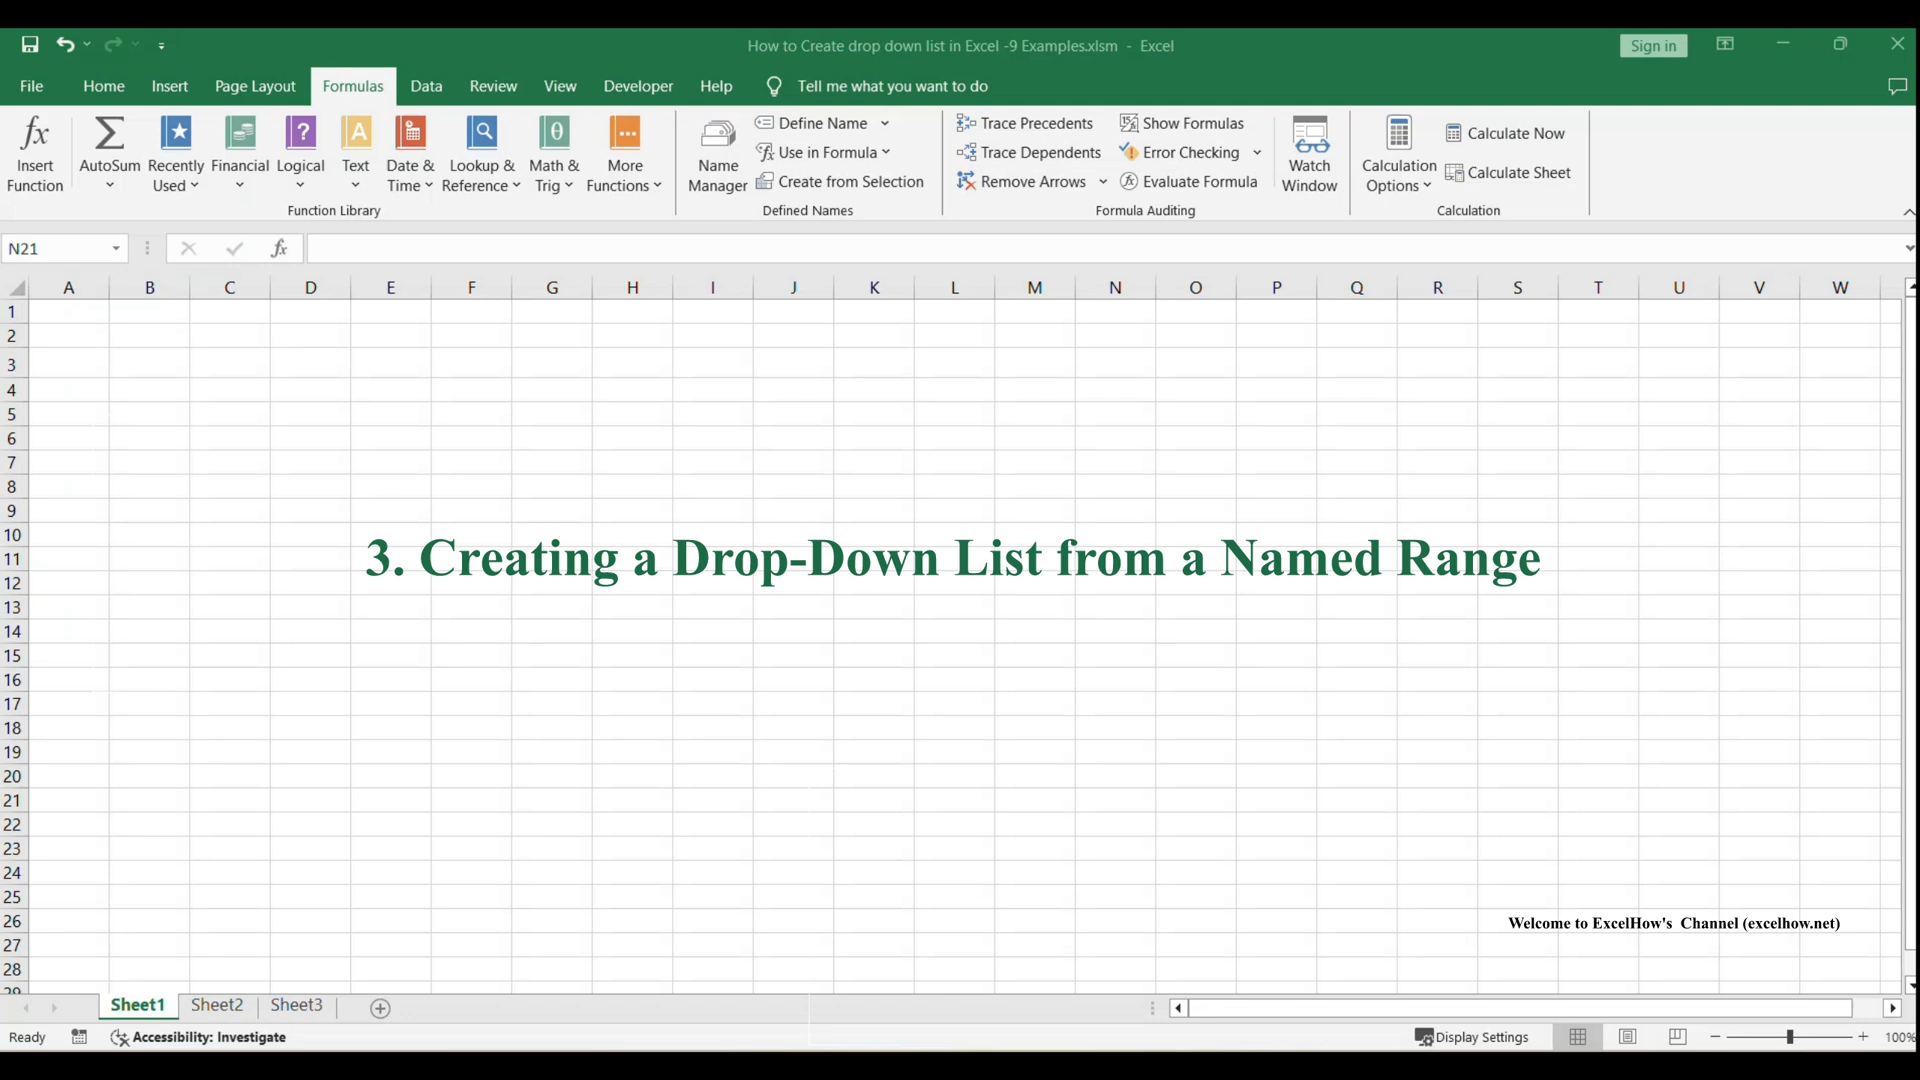 How to Create drop down list in Excel -9 Examples.xlsm - Excel
Sign in
File Home Insert Page Layout Formulas Data Review View Developer Help Tell me what you want to do
fx Insert Function
AutoSum
Recently Used
Financial
Logical
Text
Date & Time
Lookup & Reference
Math & Trig
More Functions
Function Library
Name Manager
Define Name
Use in Formula
Create from Selection
Defined Names
Trace Precedents
Trace Dependents
Remove Arrows
Show Formulas
Error Checking
Evaluate Formula
Formula Auditing
Watch Window
Calculation Options
Calculate Now
Calculate Sheet
Calculation
N21
fx
A B C D E F G H I J K L M N O P Q R S T U V W
1
2
3
4
5
6
7
8
9
10
3. Creating a Drop-Down List from a Named Range
11
12
13
14
15
16
17
18
19
20
21
22
23
24
25
26
Welcome to ExcelHow's Channel (excelhow.net)
27
28
29
Sheet1 Sheet2 Sheet3
Ready
Accessibility: Investigate
Display Settings
100%